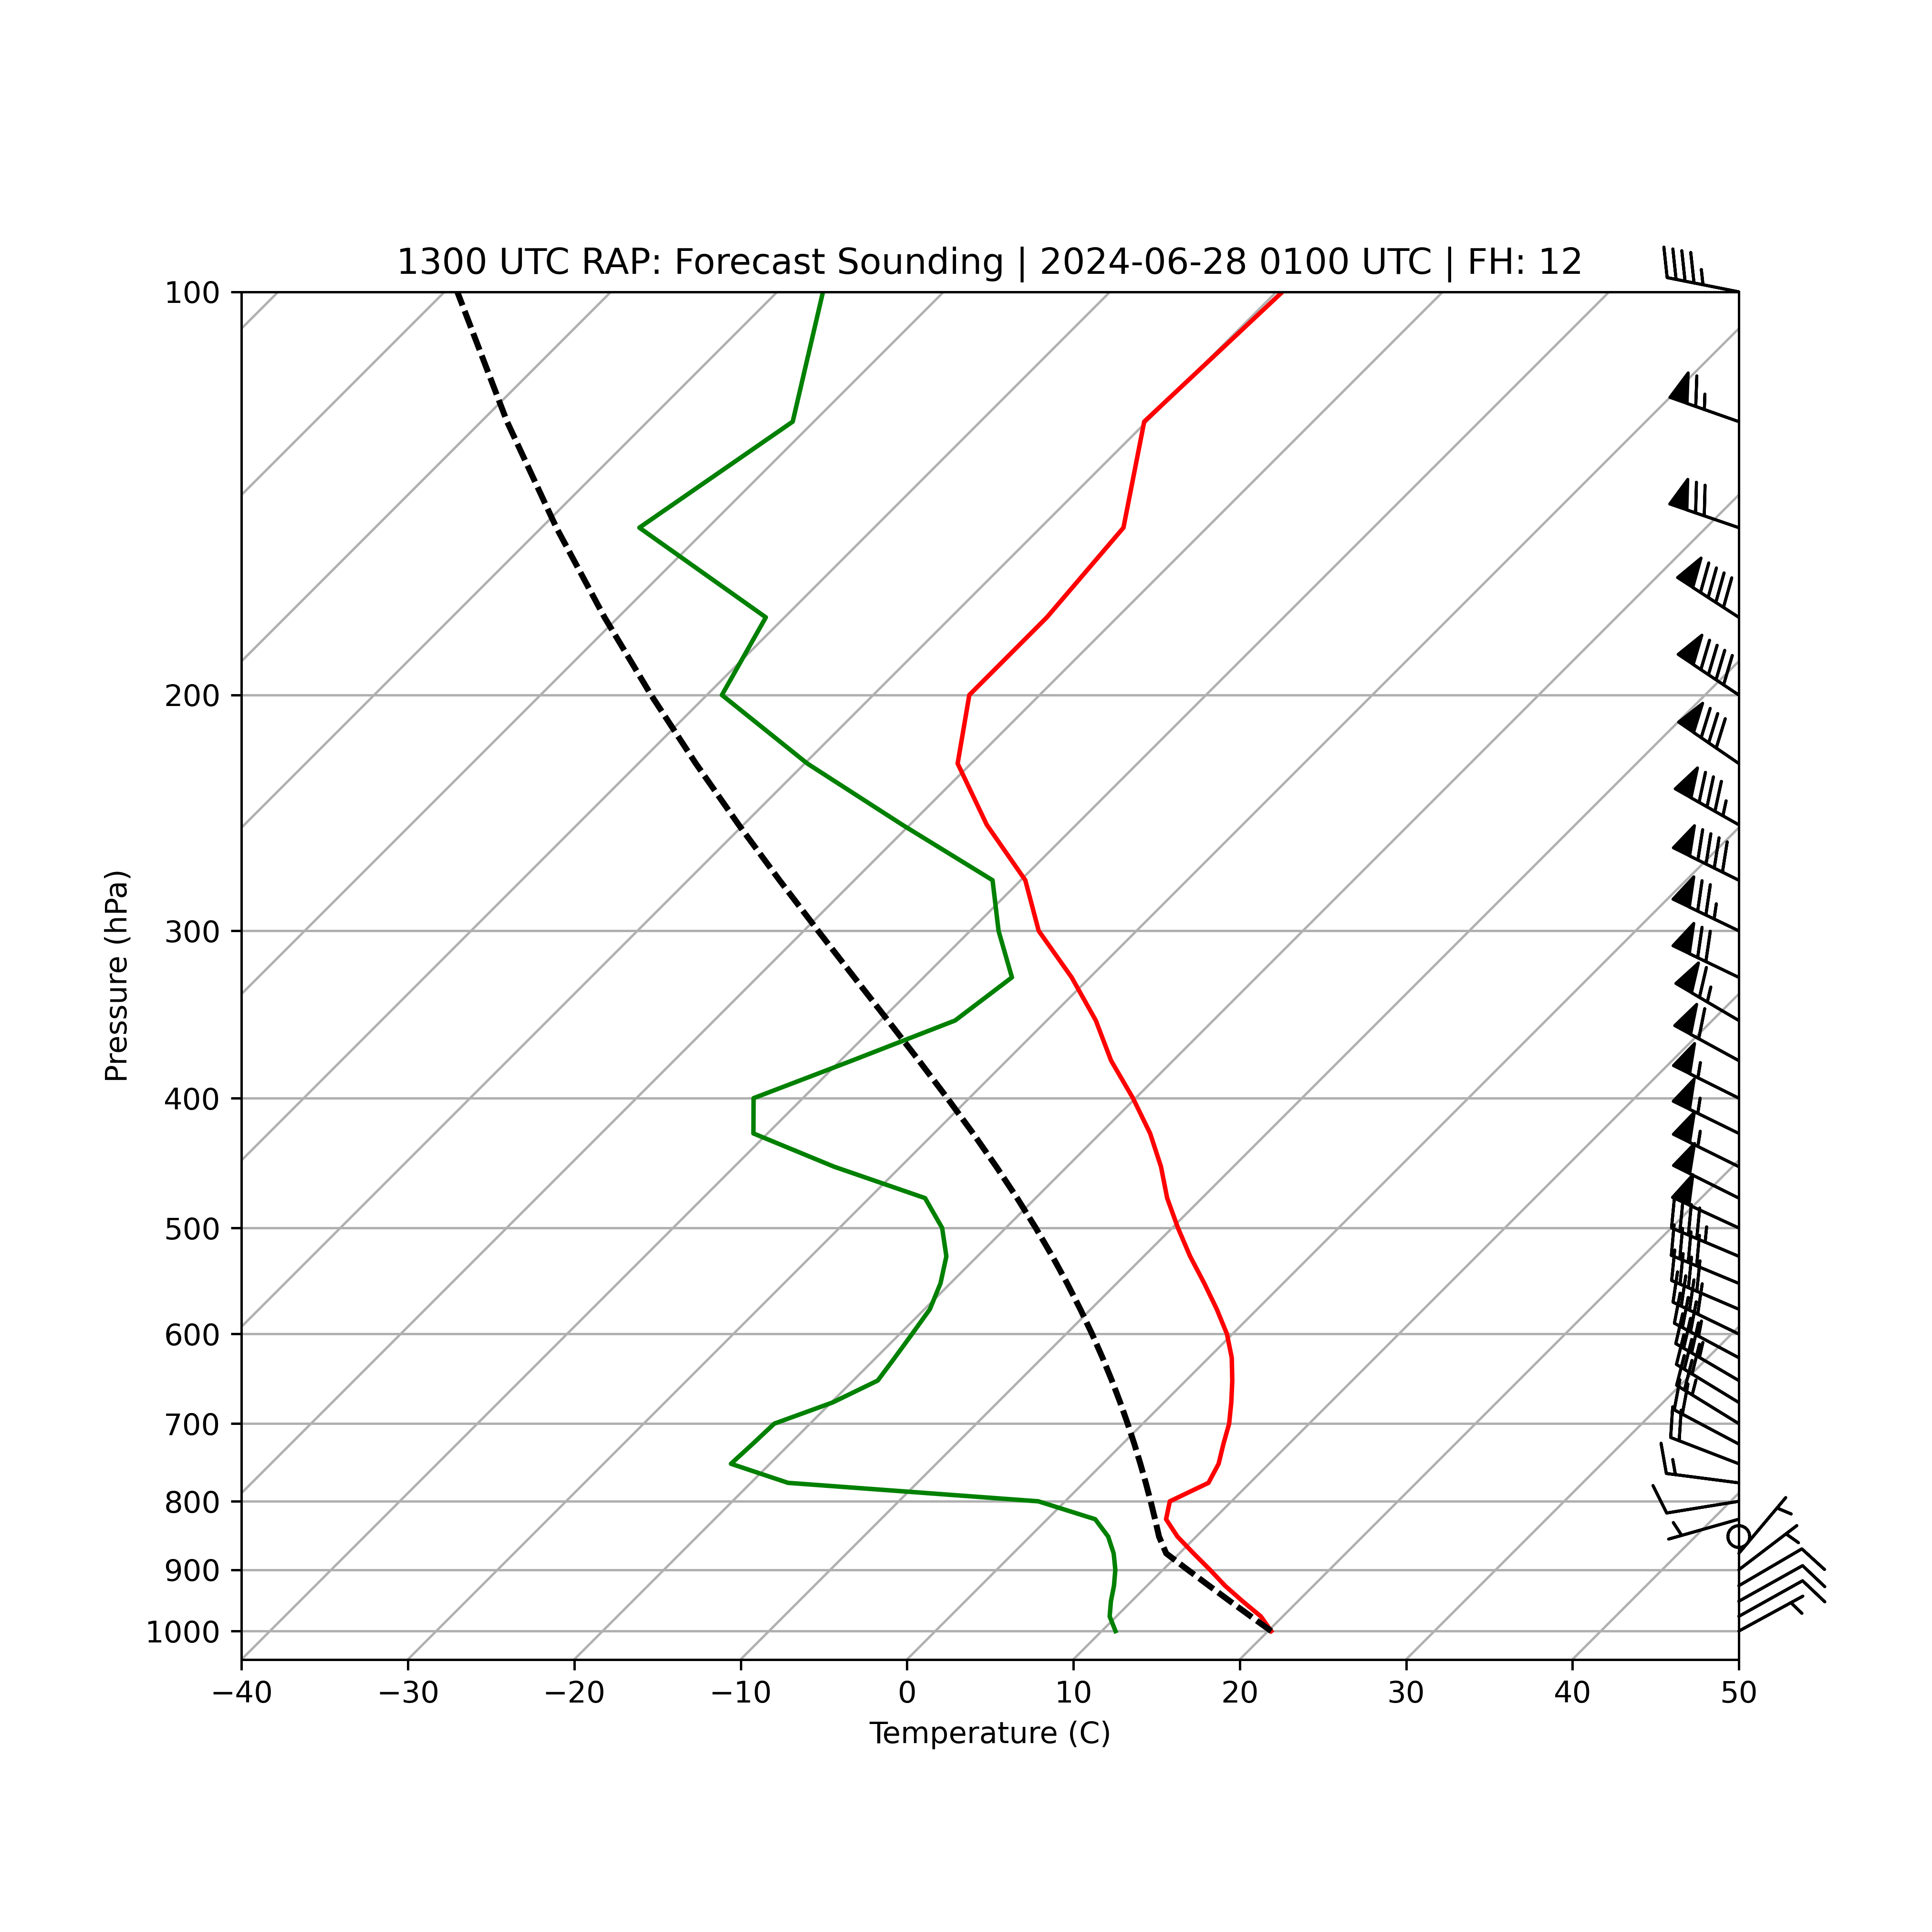 1300 UTC RAP: Forecast Sounding | 2024-06-28 0100 UTC | FH: 12
100
200
300
400
500
600
700
800
900
1000
Pressure (hPa)
−40 −30 −20 −10 0 10 20 30 40 50
Temperature (C)